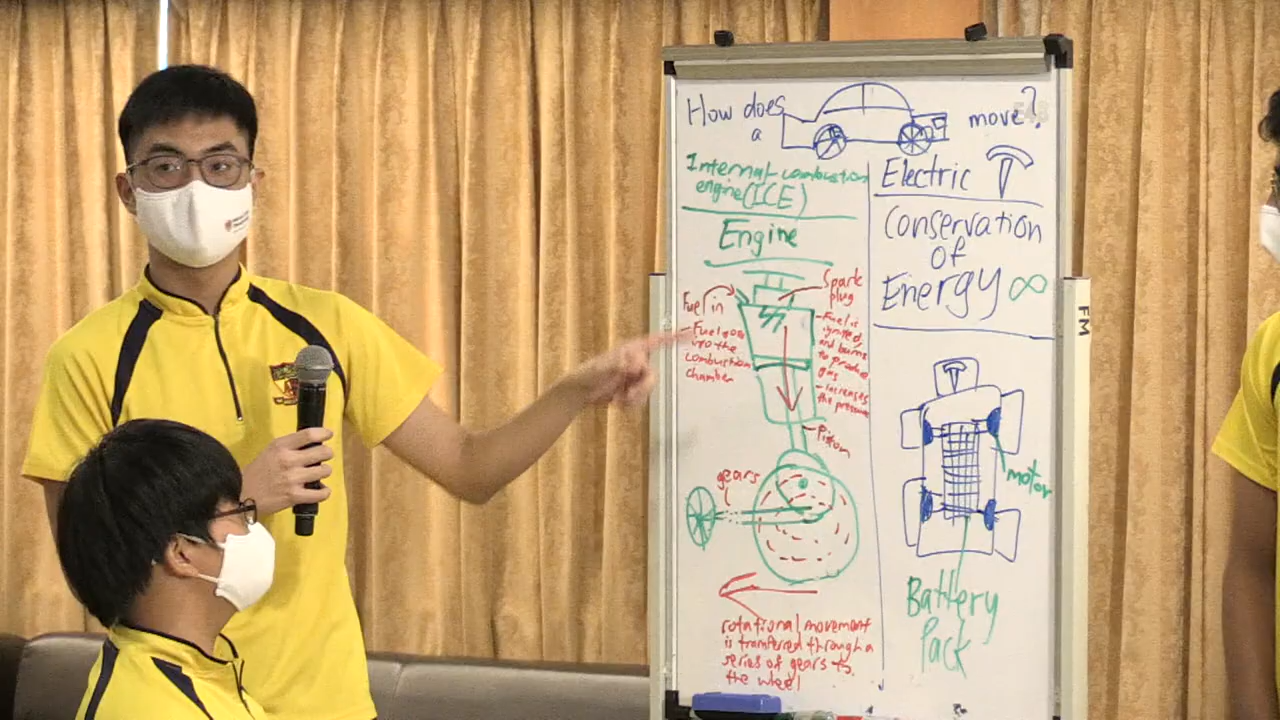 How does
a
move?
Internal combustion
engine(ICE)
Engine
Fuel in
- Fuel goes
into the
combustion
chamber
Spark
plug
- Fuel is
ignited
and burns
to produce
gas
- increases
the pressure
Piston
gears
rotational movement
is transferred through a
series of gears to
the wheel
Electric
Conservation
of
Energy ∞
motor
Battery
Pack
FM